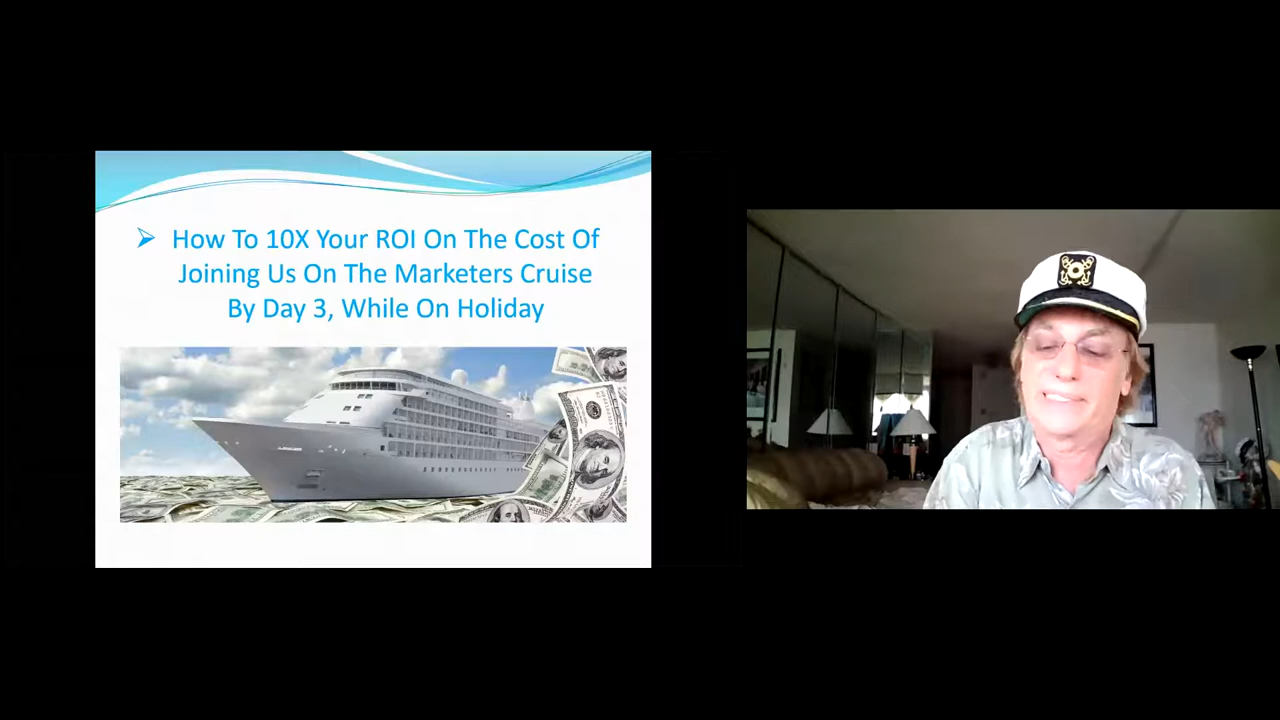 How To 10X Your ROI On The Cost Of
Joining Us On The Marketers Cruise
By Day 3, While On Holiday